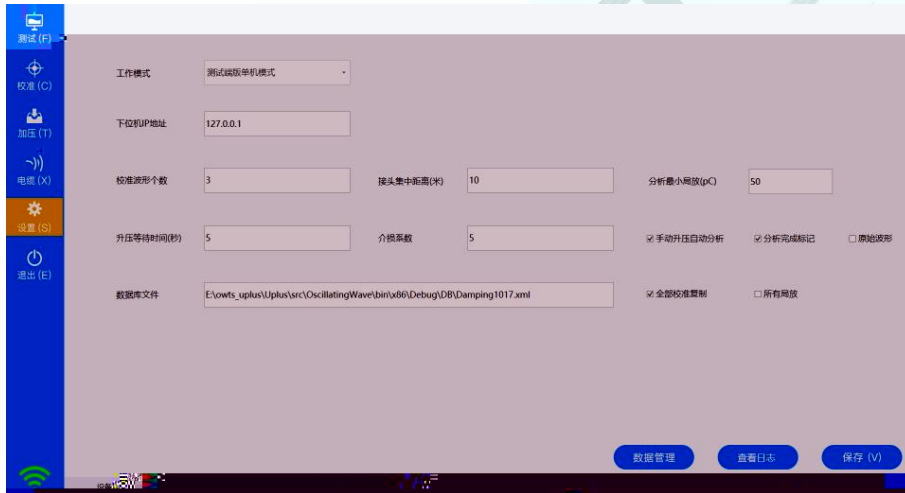 测试(F)
校准(C)
加压(T)
电缆(X)
设置(S)
退出(E)
工作模式 测试端版单机模式
下位机IP地址 127.0.0.1
校准波形个数 3 接头集中距离(米) 10 分析最小局放(pC) 50
升压等待时间(秒) 5 介损系数 5 手动升压自动分析 分析完成标记 原始波形
数据库文件 E:\owts_uplus\Uplus\src\OscillatingWave\bin\x86\Debug\DB\Damping1017.xml 全部校准复制 所有局放
数据管理 查看日志 保存 (V)
设备